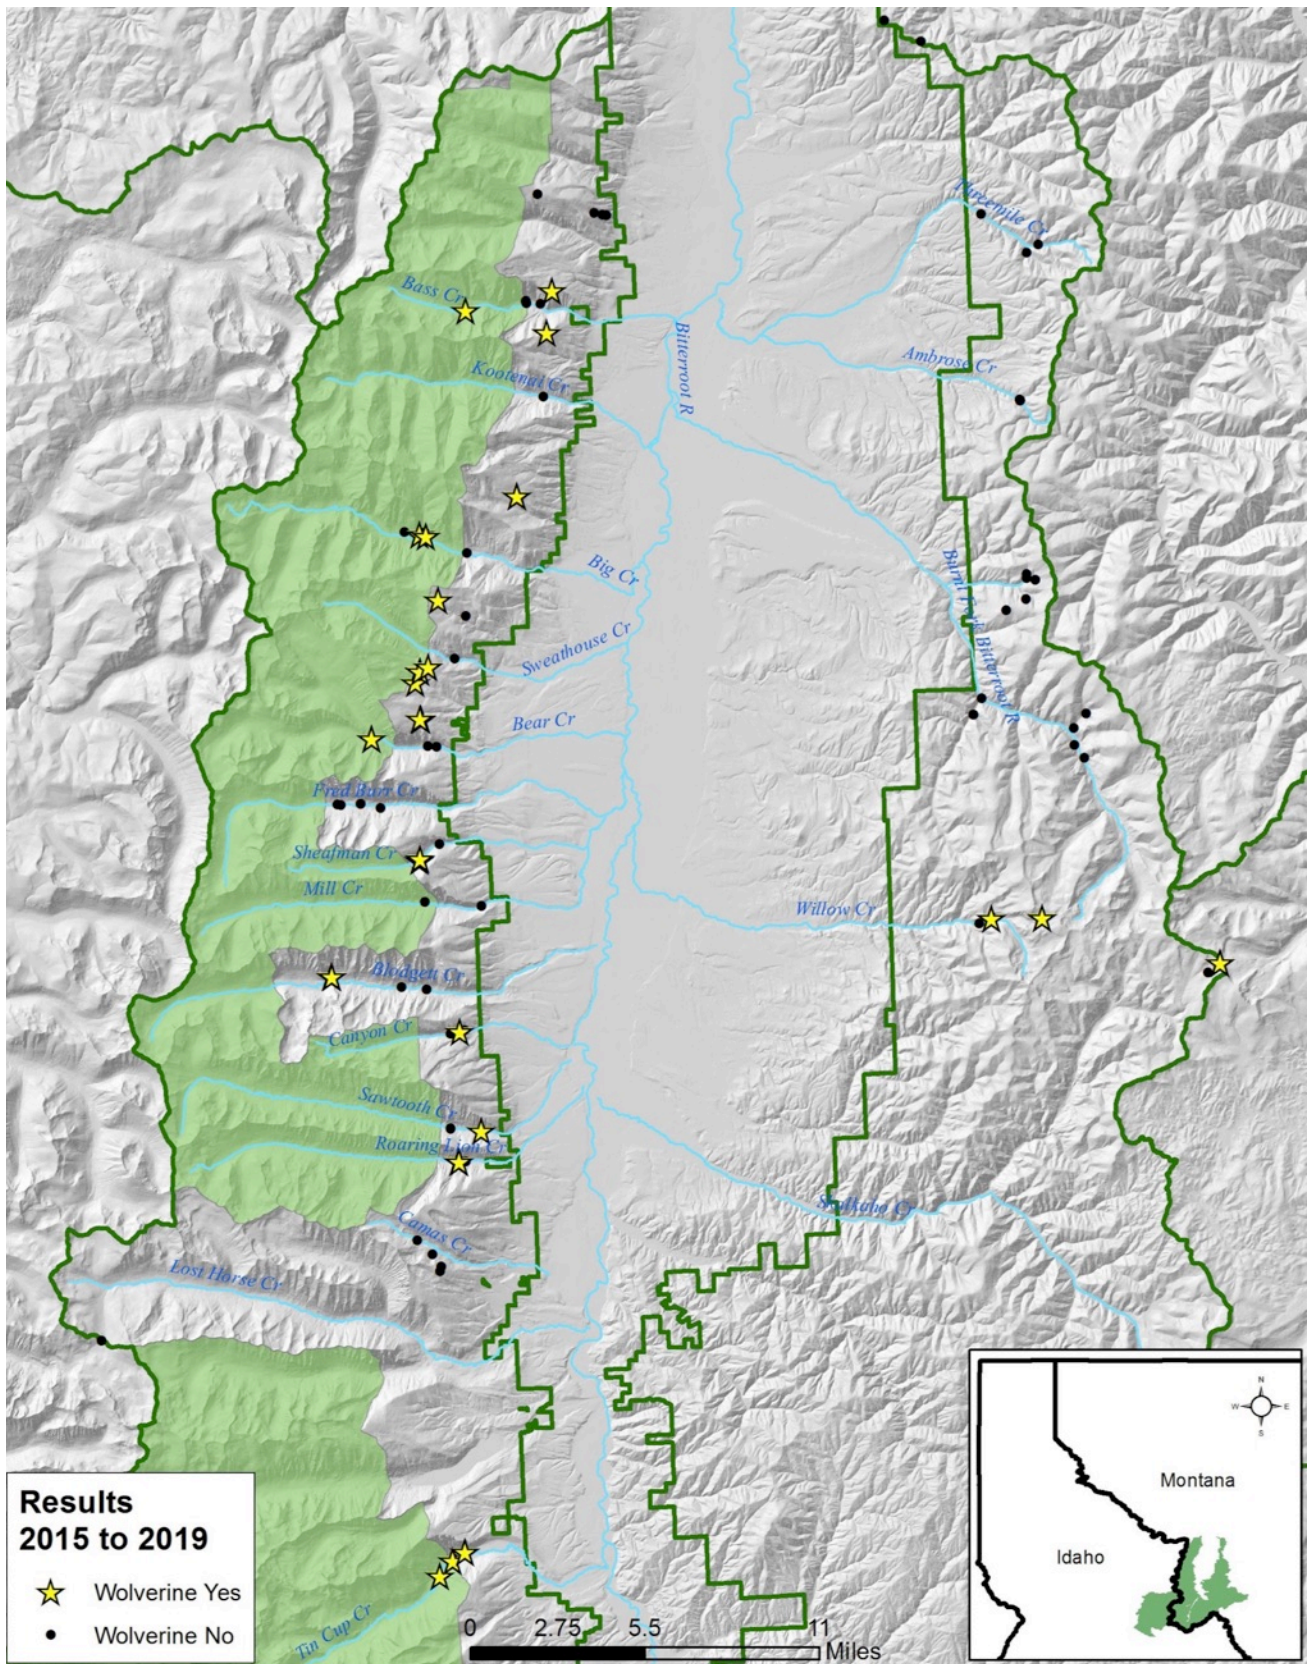 Threemile Cr
Bass Cr
Bitterroot R
Ambrose Cr
Kootenai Cr
Big Cr
Burnt Fork Bitterroot R
Sweathouse Cr
Bear Cr
Fred Burr Cr
Sheafman Cr
Mill Cr
Willow Cr
Blodgett Cr
Canyon Cr
Sawtooth Cr
Roaring Lion Cr
Skalkaho Cr
Camas Cr
Lost Horse Cr
Tin Cup Cr
Results
2015 to 2019
Wolverine Yes
Wolverine No
0 2.75 5.5 11
Miles
N
W E
S
Montana
Idaho